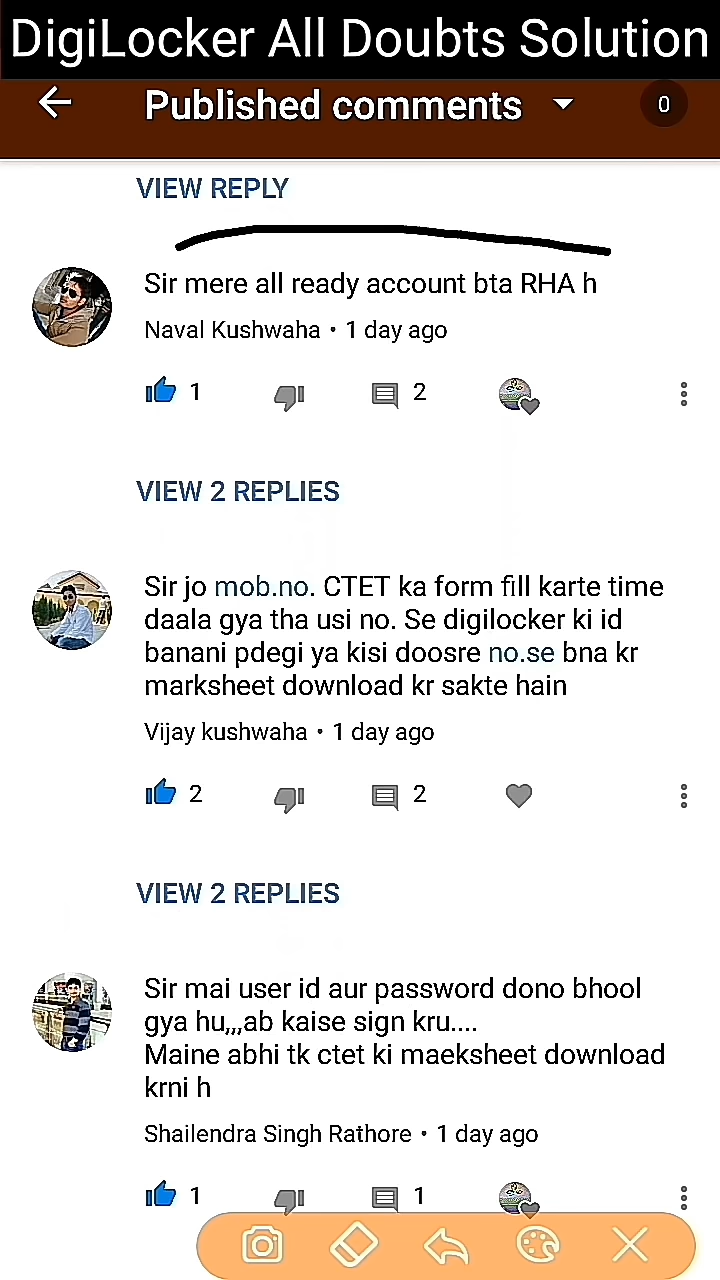 DigiLocker All Doubts Solution
Published comments
0
VIEW REPLY
Sir mere all ready account bta RHA h
Naval Kushwaha • 1 day ago
1
2
VIEW 2 REPLIES
Sir jo mob.no. CTET ka form fill karte time
daala gya tha usi no. Se digilocker ki id
banani pdegi ya kisi doosre no.se bna kr
marksheet download kr sakte hain
Vijay kushwaha • 1 day ago
2
2
VIEW 2 REPLIES
Sir mai user id aur password dono bhool
gya hu,,,ab kaise sign kru....
Maine abhi tk ctet ki maeksheet download
krni h
Shailendra Singh Rathore • 1 day ago
1
1